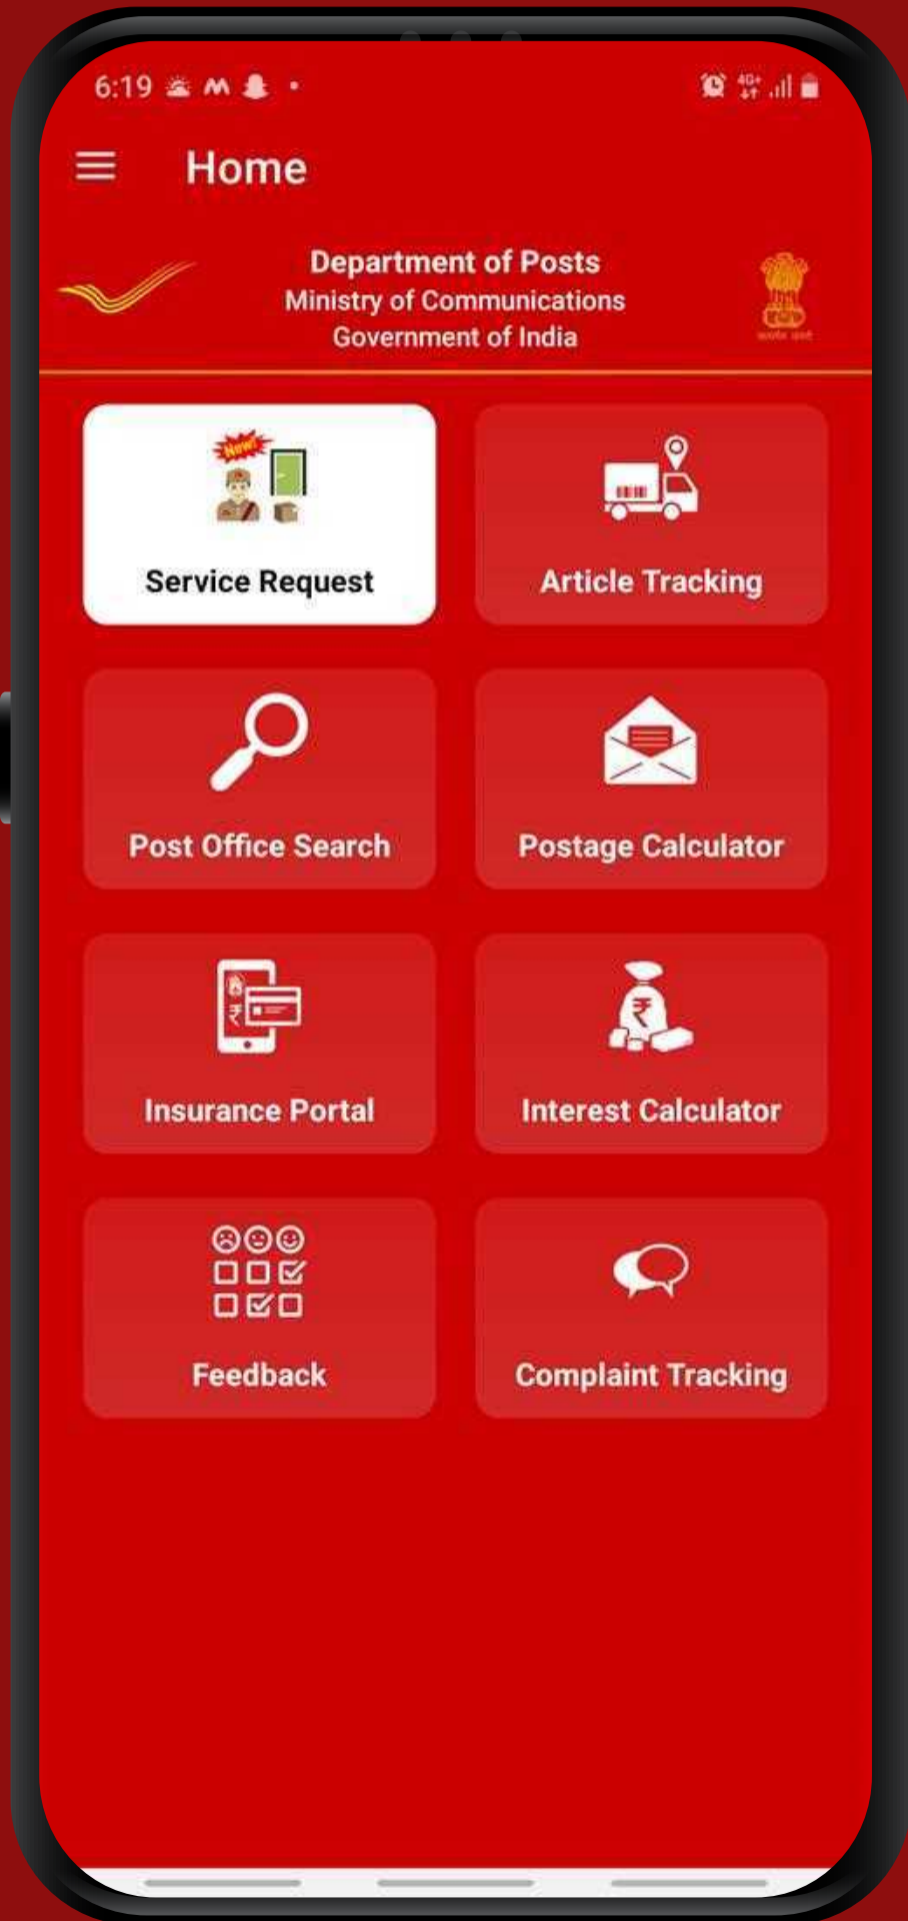 6:19
4G+
Home
Department of Posts
Ministry of Communications
Government of India
New!
Service Request
Article Tracking
Post Office Search
Postage Calculator
₹
Insurance Portal
₹
Interest Calculator
Feedback
Complaint Tracking